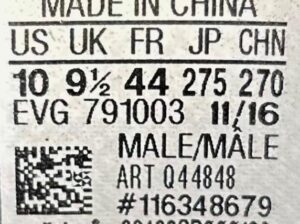 MADE IN CHINA
US UK FR JP CHN
10 9½ 44 275 270
EVG 791003 11/16
MALE/MÂLE
ART Q44848
#116348679